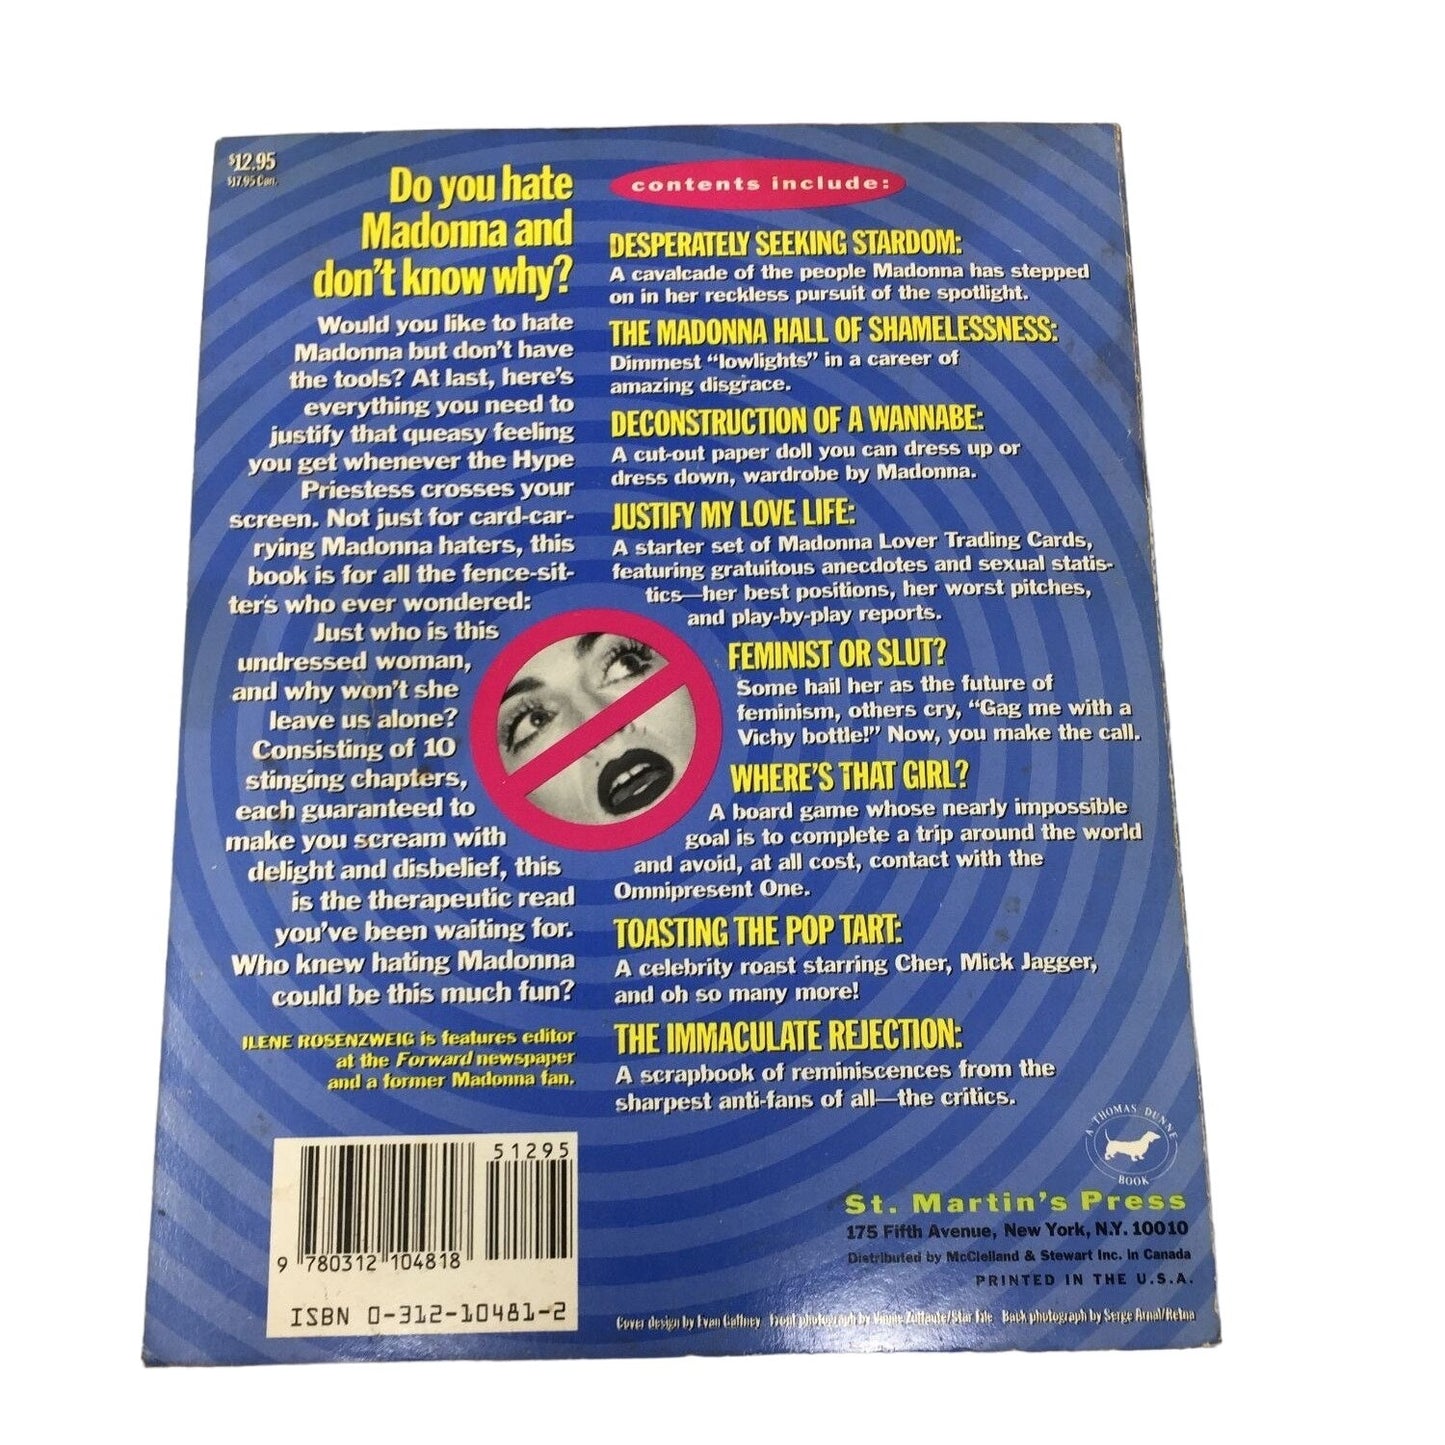 $12.95
$17.95 Can.
Do you hate
Madonna and
don't know why?
Would you like to hate
Madonna but don't have
the tools? At last, here's
everything you need to
justify that queasy feeling
you get whenever the Hype
Priestess crosses your
screen. Not just for card-car-
rying Madonna haters, this
book is for all the fence-sit-
ters who ever wondered:
Just who is this
undressed woman,
and why won't she
leave us alone?
Consisting of 10
stinging chapters,
each guaranteed to
make you scream with
delight and disbelief, this
is the therapeutic read
you've been waiting for.
Who knew hating Madonna
could be this much fun?
ILENE ROSENZWEIG is features editor
at the Forward newspaper
and a former Madonna fan.
contents include:
DESPERATELY SEEKING STARDOM:
A cavalcade of the people Madonna has stepped
on in her reckless pursuit of the spotlight.
THE MADONNA HALL OF SHAMELESSNESS:
Dimmest "lowlights" in a career of
amazing disgrace.
DECONSTRUCTION OF A WANNABE:
A cut-out paper doll you can dress up or
dress down, wardrobe by Madonna.
JUSTIFY MY LOVE LIFE:
A starter set of Madonna Lover Trading Cards,
featuring gratuitous anecdotes and sexual statis-
tics—her best positions, her worst pitches,
and play-by-play reports.
FEMINIST OR SLUT?
Some hail her as the future of
feminism, others cry, "Gag me with a
Vichy bottle!" Now, you make the call.
WHERE'S THAT GIRL?
A board game whose nearly impossible
goal is to complete a trip around the world
and avoid, at all cost, contact with the
Omnipresent One.
TOASTING THE POP TART:
A celebrity roast starring Cher, Mick Jagger,
and oh so many more!
THE IMMACULATE REJECTION:
A scrapbook of reminiscences from the
sharpest anti-fans of all—the critics.
A THOMAS DUNNE
BOOK
St. Martin's Press
175 Fifth Avenue, New York, N.Y. 10010
Distributed by McClelland & Stewart Inc. in Canada
PRINTED IN THE U.S.A.
51295
9 780312 104818
ISBN 0-312-10481-2
Cover design by Evan Gaffney Front photograph by Vinnie Zuffante/Star File Back photograph by Serge Arnal/Retna